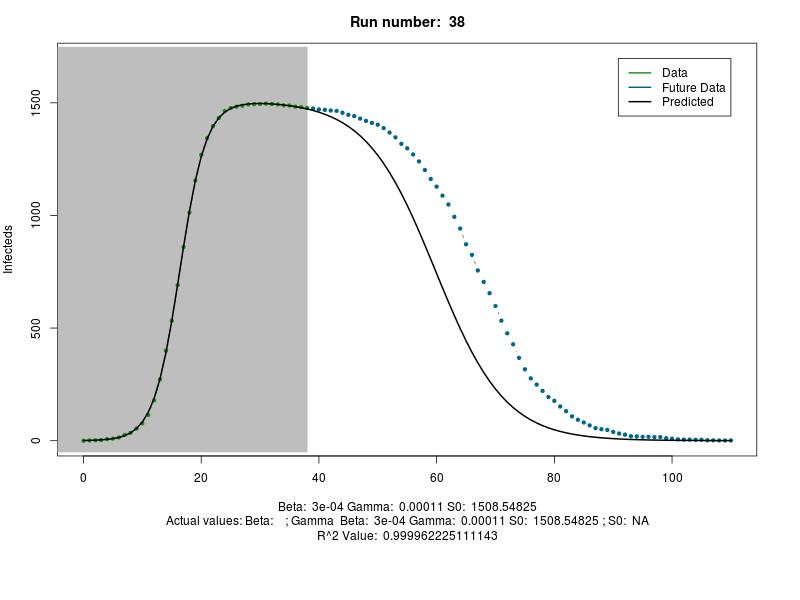 Run number:  38
Data
Future Data
Predicted
Infecteds
1500
1000
500
0
0 20 40 60 80 100
Beta:  3e-04 Gamma:  0.00011 S0:  1508.54825
Actual values: Beta:    ; Gamma  Beta:  3e-04 Gamma:  0.00011 S0:  1508.54825 ; S0:  NA
R^2 Value:  0.999962225111143